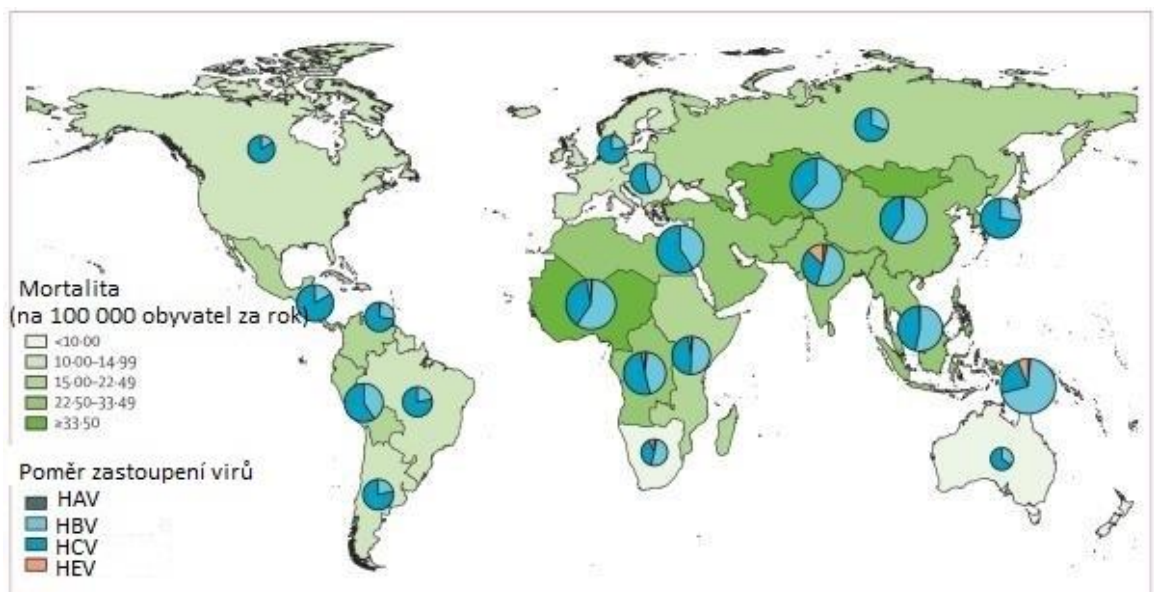 Mortalita
(na 100 000 obyvatel za rok)
<10·00
10·00–14·99
15·00–22·49
22·50–33·49
≥33·50
Poměr zastoupení virů
HAV
HBV
HCV
HEV